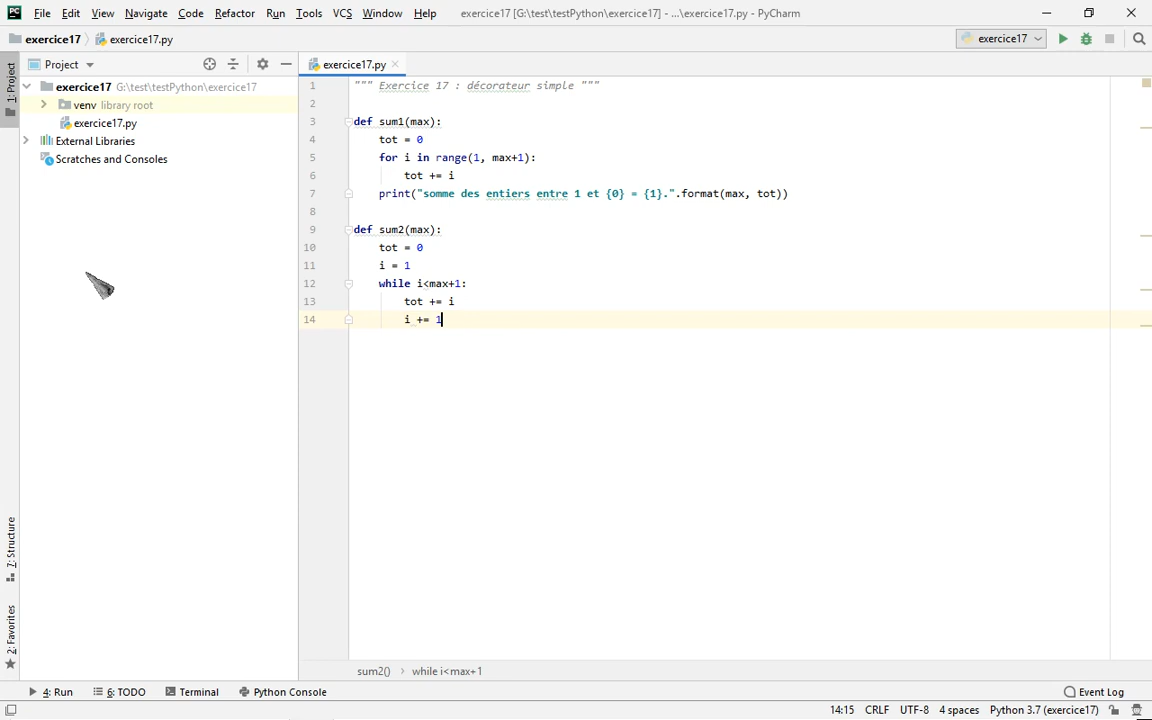 PC File Edit View Navigate Code Refactor Run Tools VCS Window Help exercice17 [G:\test\testPython\exercice17] - ...\exercice17.py - PyCharm
exercice17 exercice17.py exercice17
1: Project
Project
exercice17 G:\test\testPython\exercice17
venv library root
exercice17.py
External Libraries
Scratches and Consoles
7: Structure
2: Favorites
exercice17.py
1 """ Exercice 17 : décorateur simple """
2
3 def sum1(max):
4 tot = 0
5 for i in range(1, max+1):
6 tot += i
7 print("somme des entiers entre 1 et {0} = {1}.".format(max, tot))
8
9 def sum2(max):
10 tot = 0
11 i = 1
12 while i<max+1:
13 tot += i
14 i += 1
sum2() while i<max+1
4: Run 6: TODO Terminal Python Console Event Log
14:15 CRLF UTF-8 4 spaces Python 3.7 (exercice17)